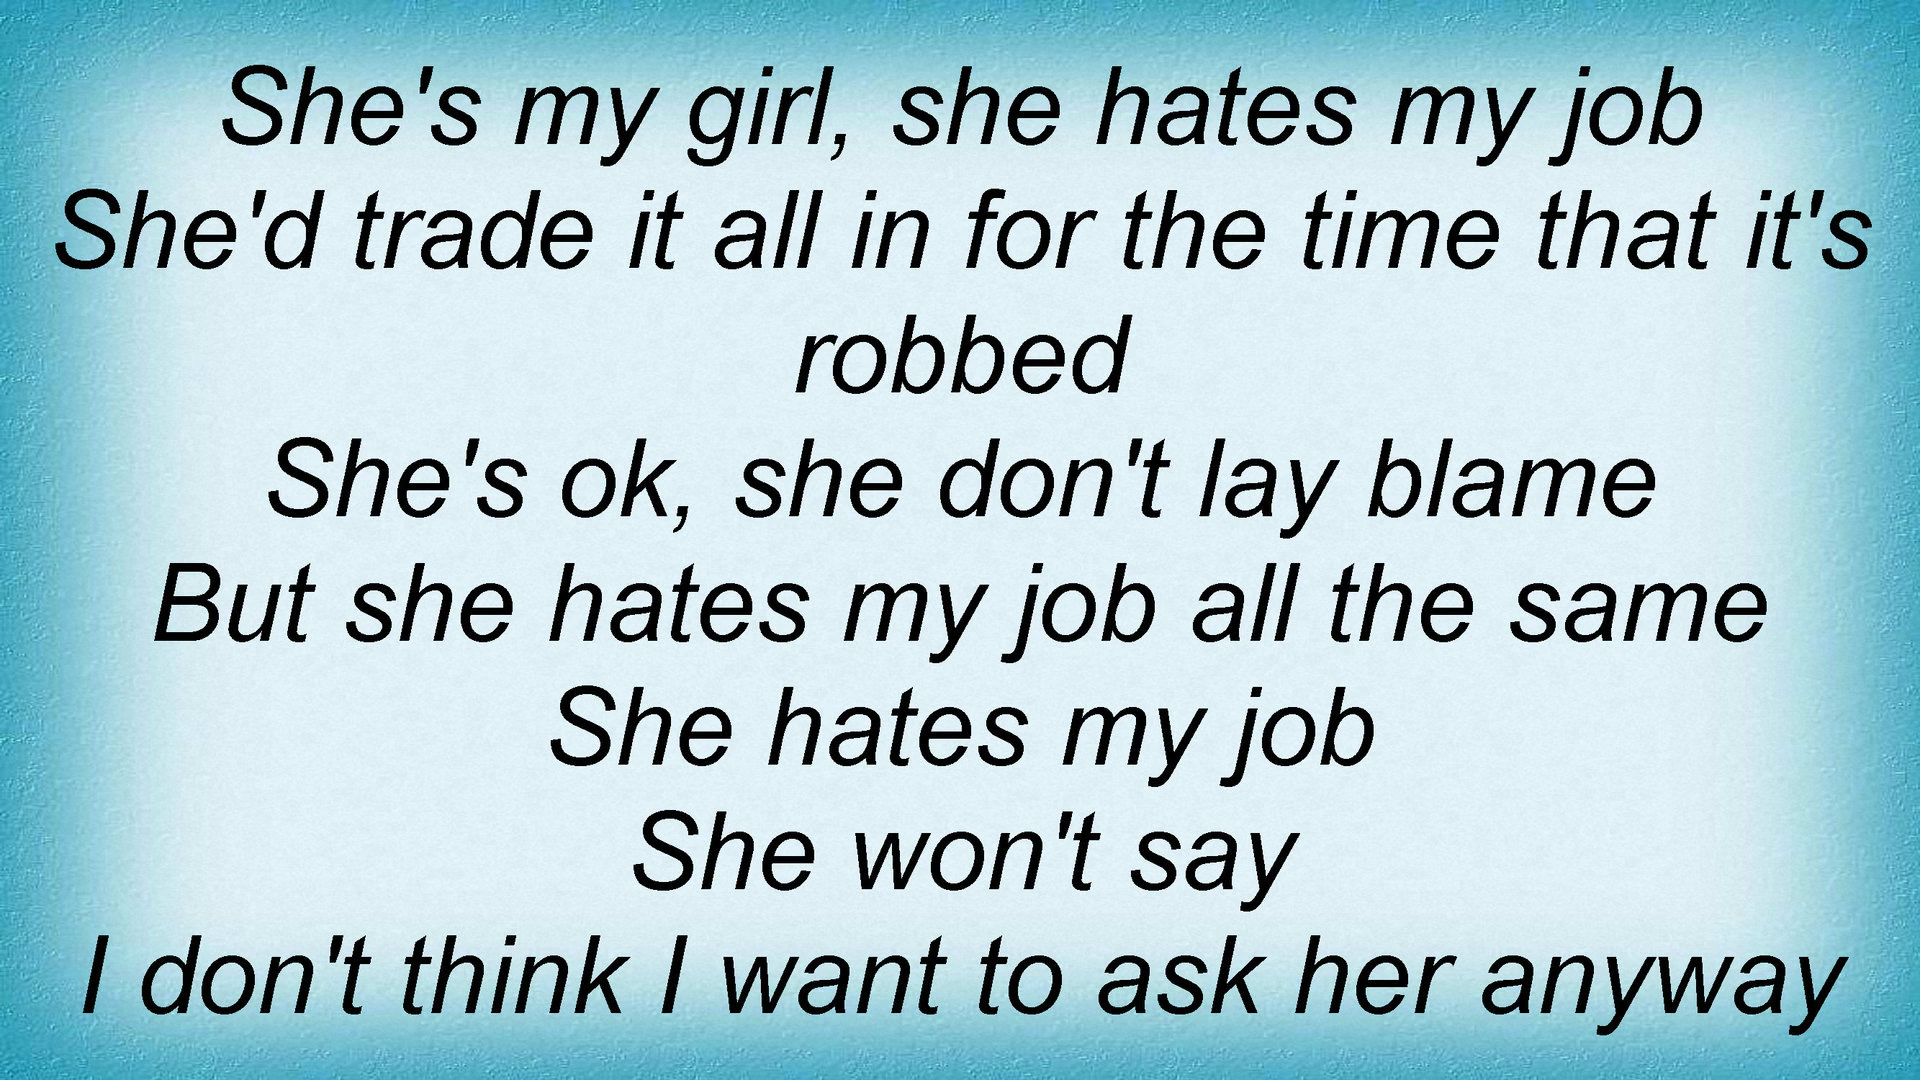 She's my girl, she hates my job
She'd trade it all in for the time that it's
robbed
She's ok, she don't lay blame
But she hates my job all the same
She hates my job
She won't say
I don't think I want to ask her anyway